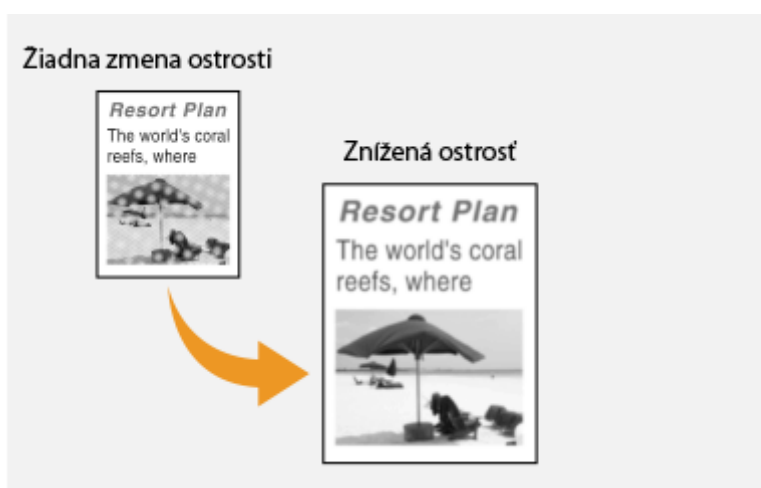 Žiadna zmena ostrosti
Resort Plan
The world's coral
reefs, where
Znížená ostrosť
Resort Plan
The world's coral
reefs, where